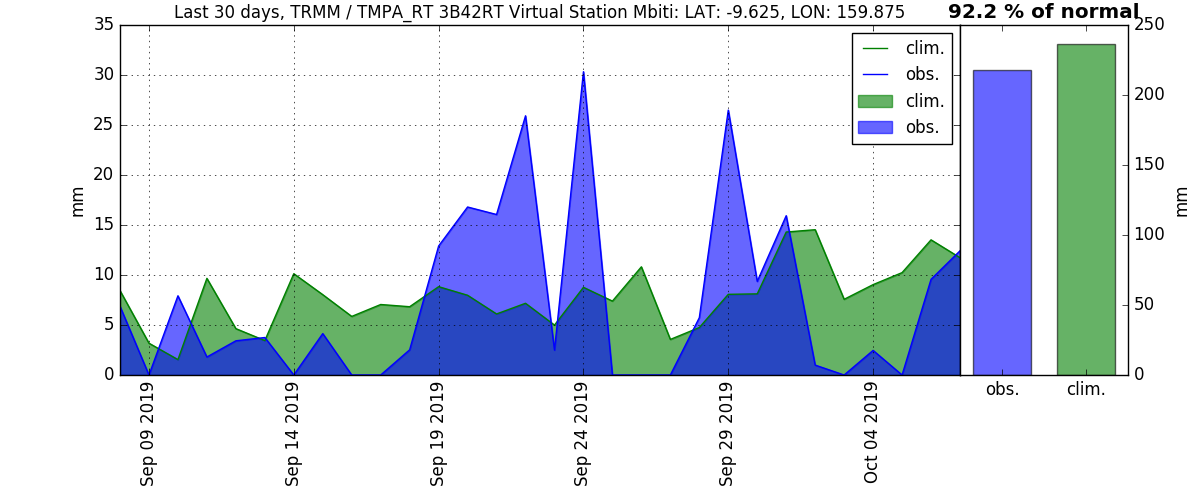 Last 30 days, TRMM / TMPA_RT 3B42RT Virtual Station Mbiti: LAT: -9.625, LON: 159.875
92.2 % of normal
35
30
25
20
15
10
5
0
mm
clim.
obs.
clim.
obs.
Sep 09 2019
Sep 14 2019
Sep 19 2019
Sep 24 2019
Sep 29 2019
Oct 04 2019
250
200
150
100
50
0
mm
obs.
clim.